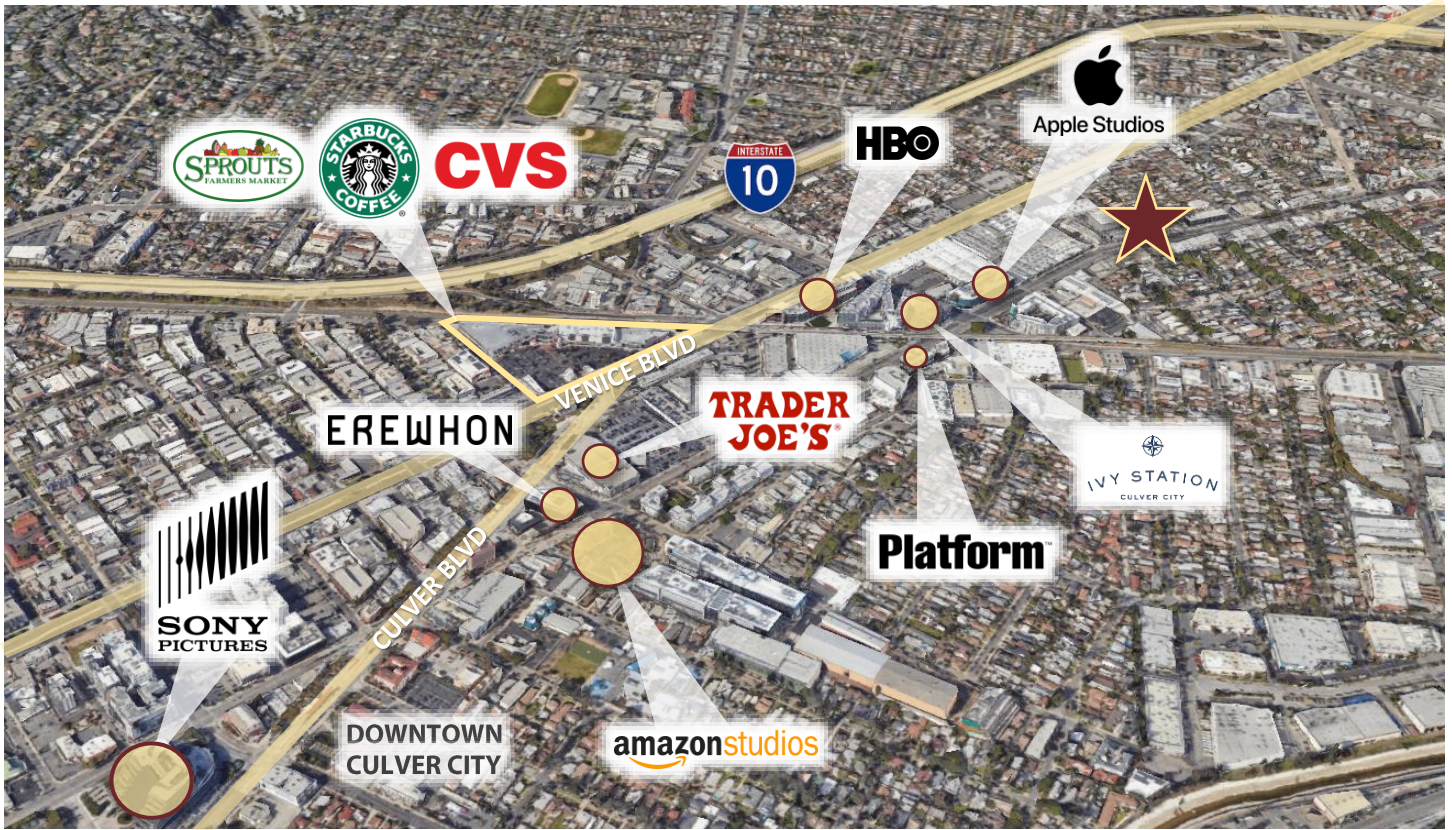 Apple Studios
HBO
INTERSTATE
10
SPROUTS
FARMERS MARKET
STARBUCKS
COFFEE
®
CVS
VENICE BLVD
EREWHON
TRADER
JOE'S®
IVY STATION
CULVER CITY
Platform™
SONY
PICTURES
CULVER BLVD
DOWNTOWN
CULVER CITY
amazonstudios